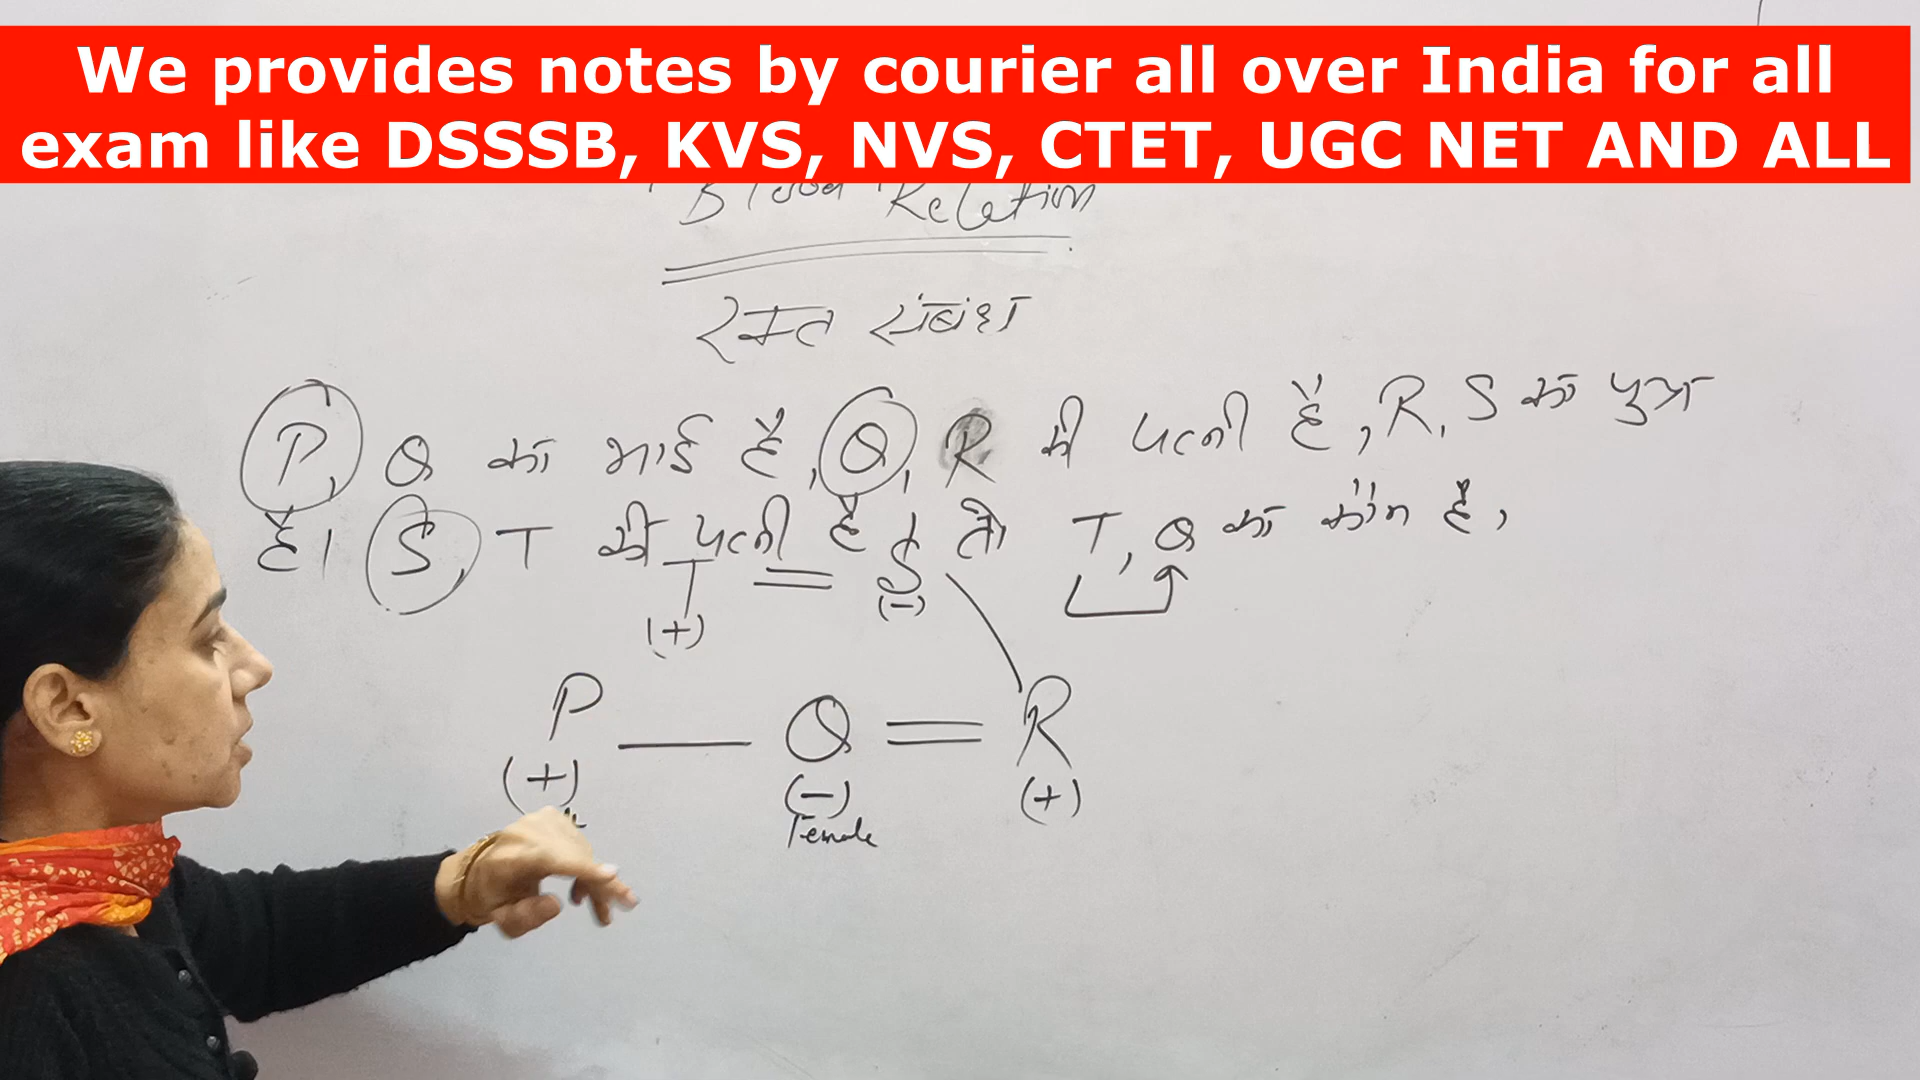 We provides notes by courier all over India for all
exam like DSSSB, KVS, NVS, CTET, UGC NET AND ALL
Blood Relation
रक्त संबंध
P, Q का भाई है, Q, R की पत्नी है, R, S का पुत्र
है। S, T की पत्नी है तो T, Q का कौन है,
T = S
(+) (-)
P — Q = R
(+) (-) (+)
Female